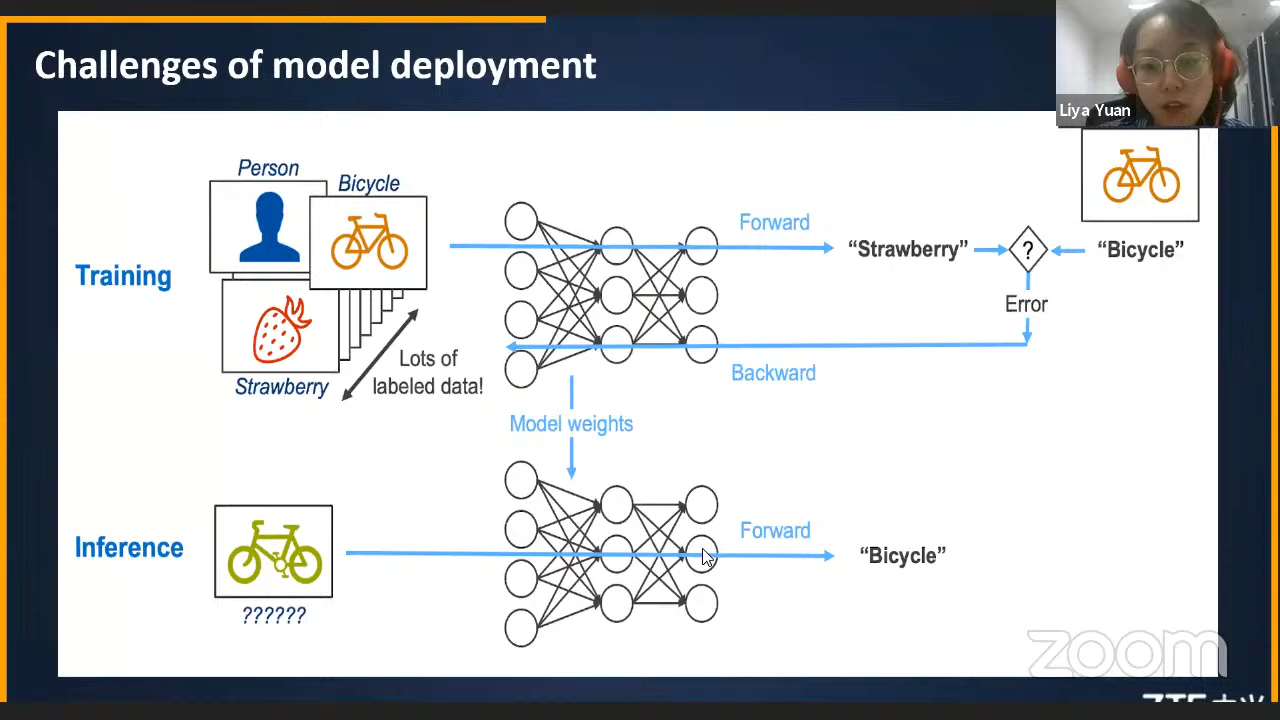 Challenges of model deployment
Liya Yuan
Person
Bicycle
Training
Strawberry
Lots of
labeled data!
Forward
“Strawberry”
?
“Bicycle”
Error
Backward
Model weights
Inference
??????
Forward
“Bicycle”
zoom